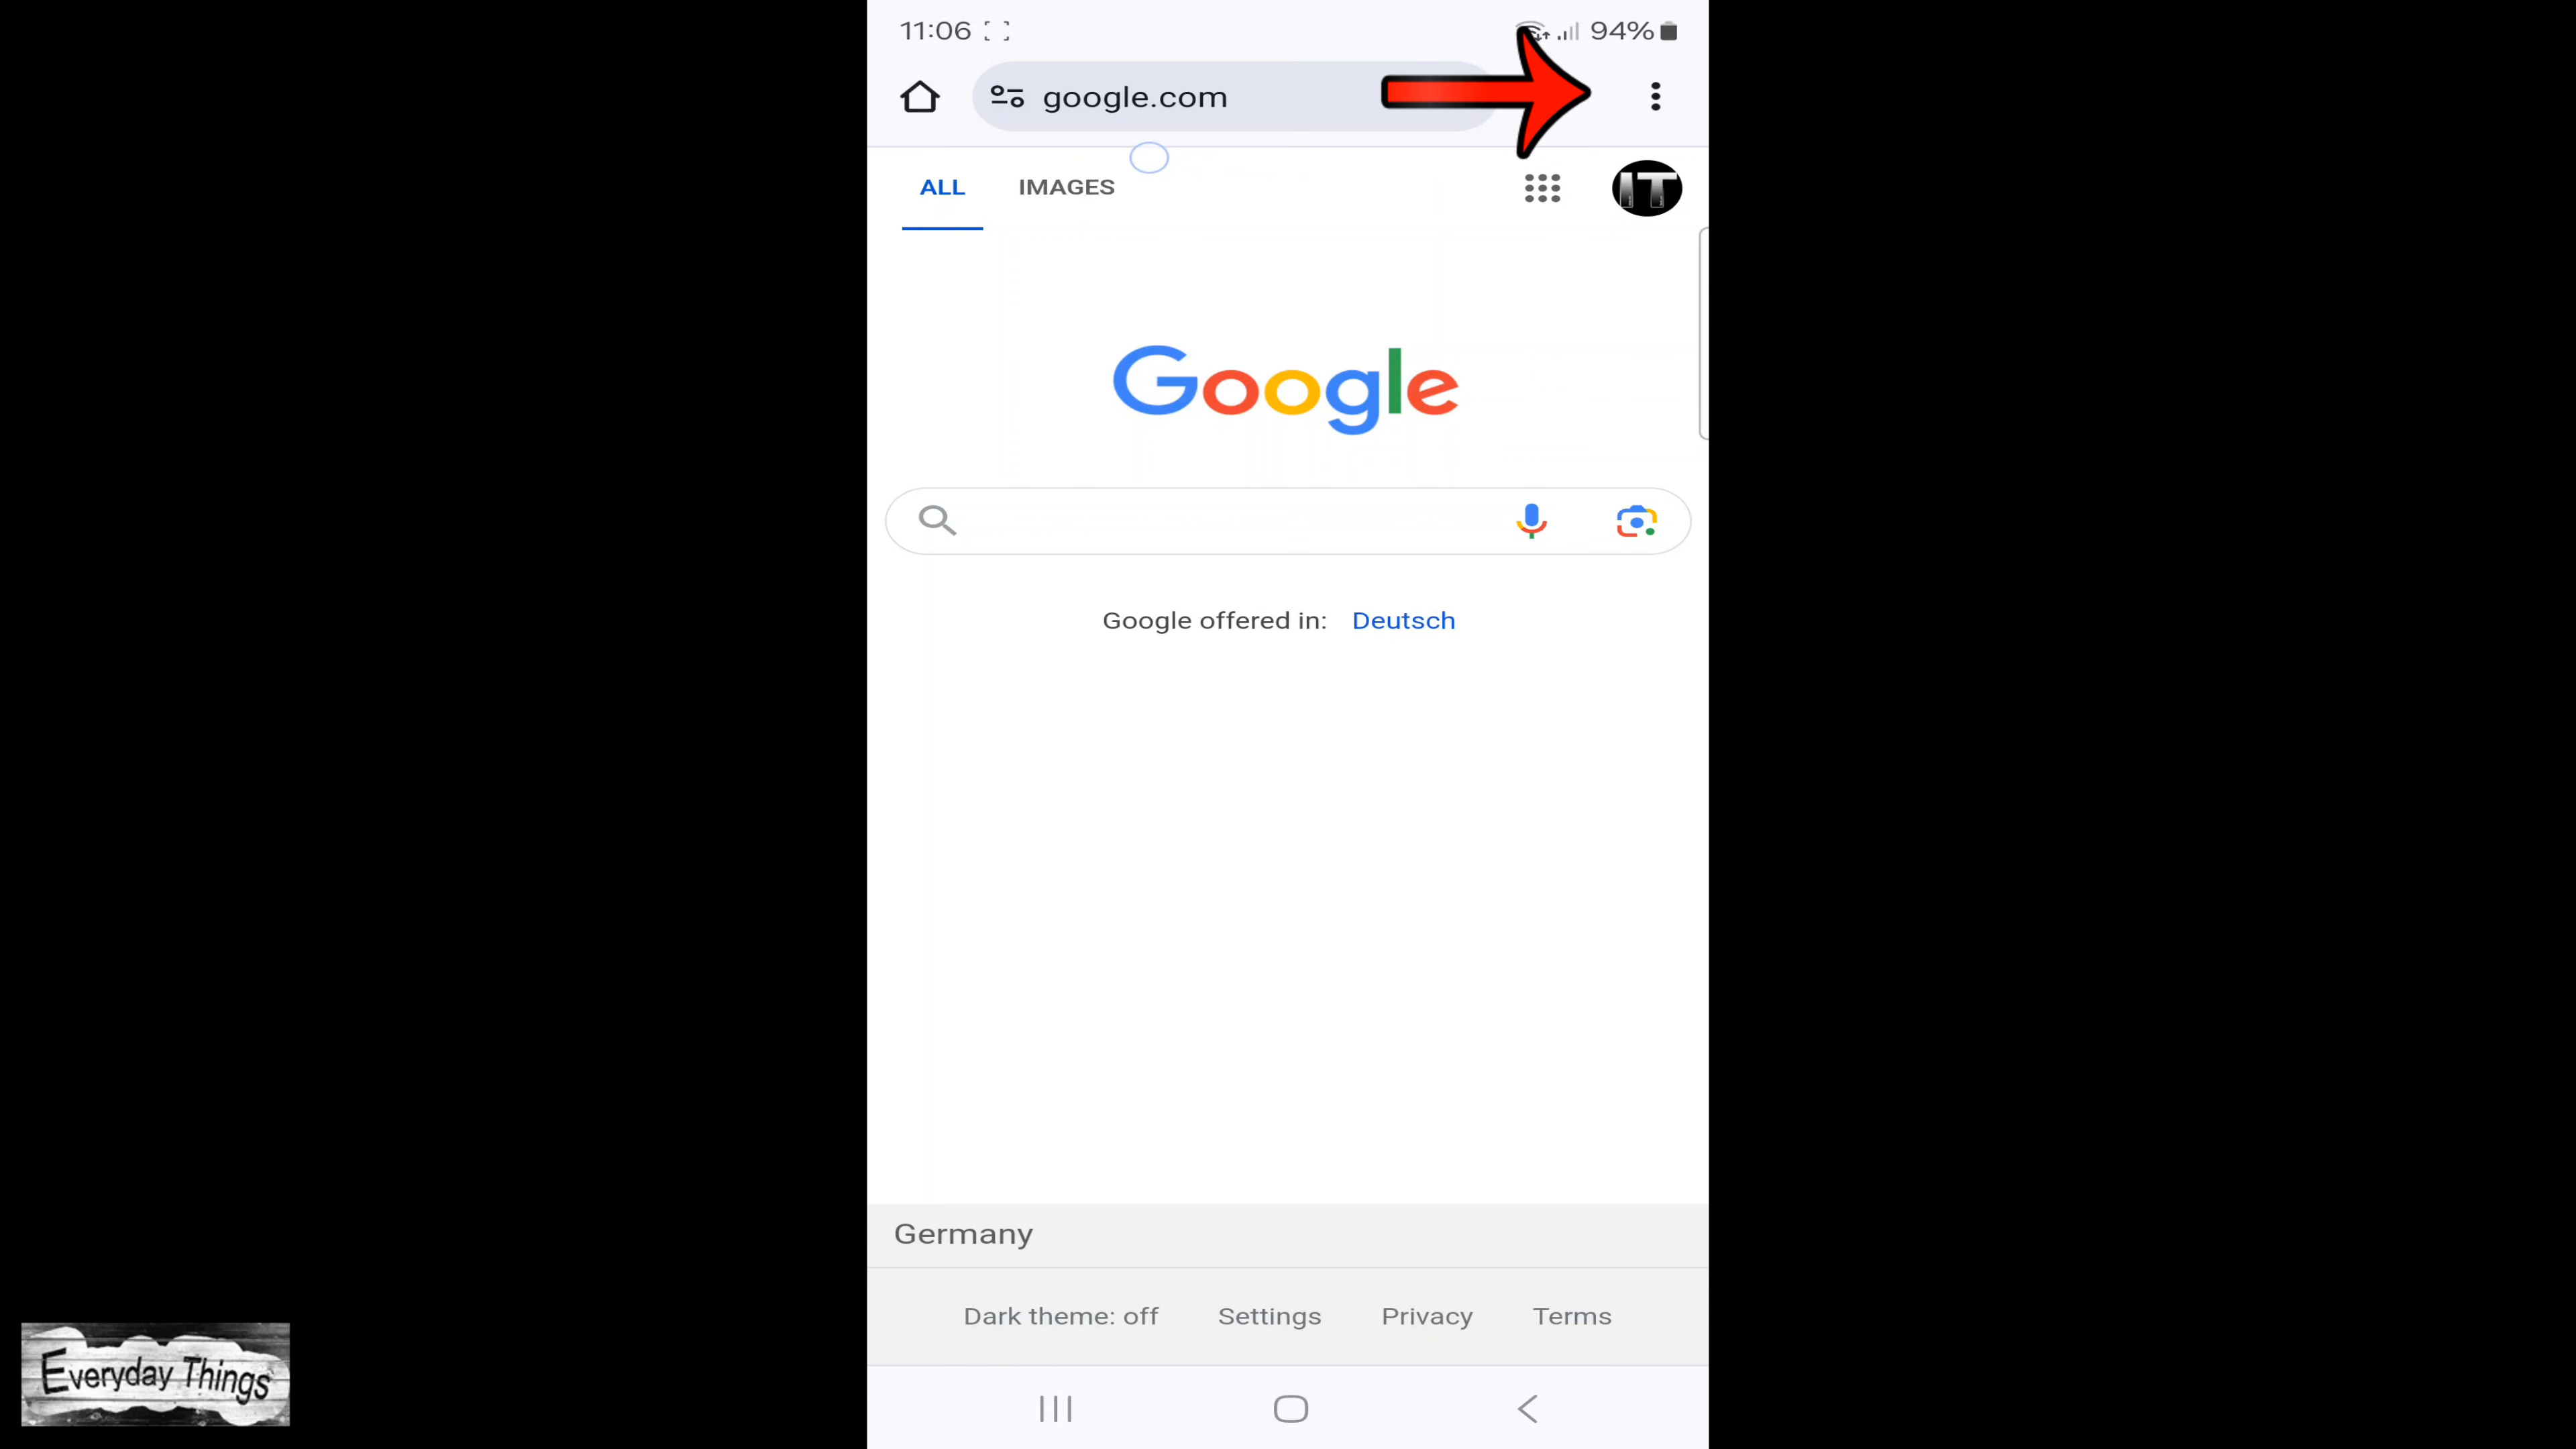 11:06
94%
google.com
ALL IMAGES
IT
Google
Google offered in: Deutsch
Germany
Dark theme: off Settings Privacy Terms
Everyday Things